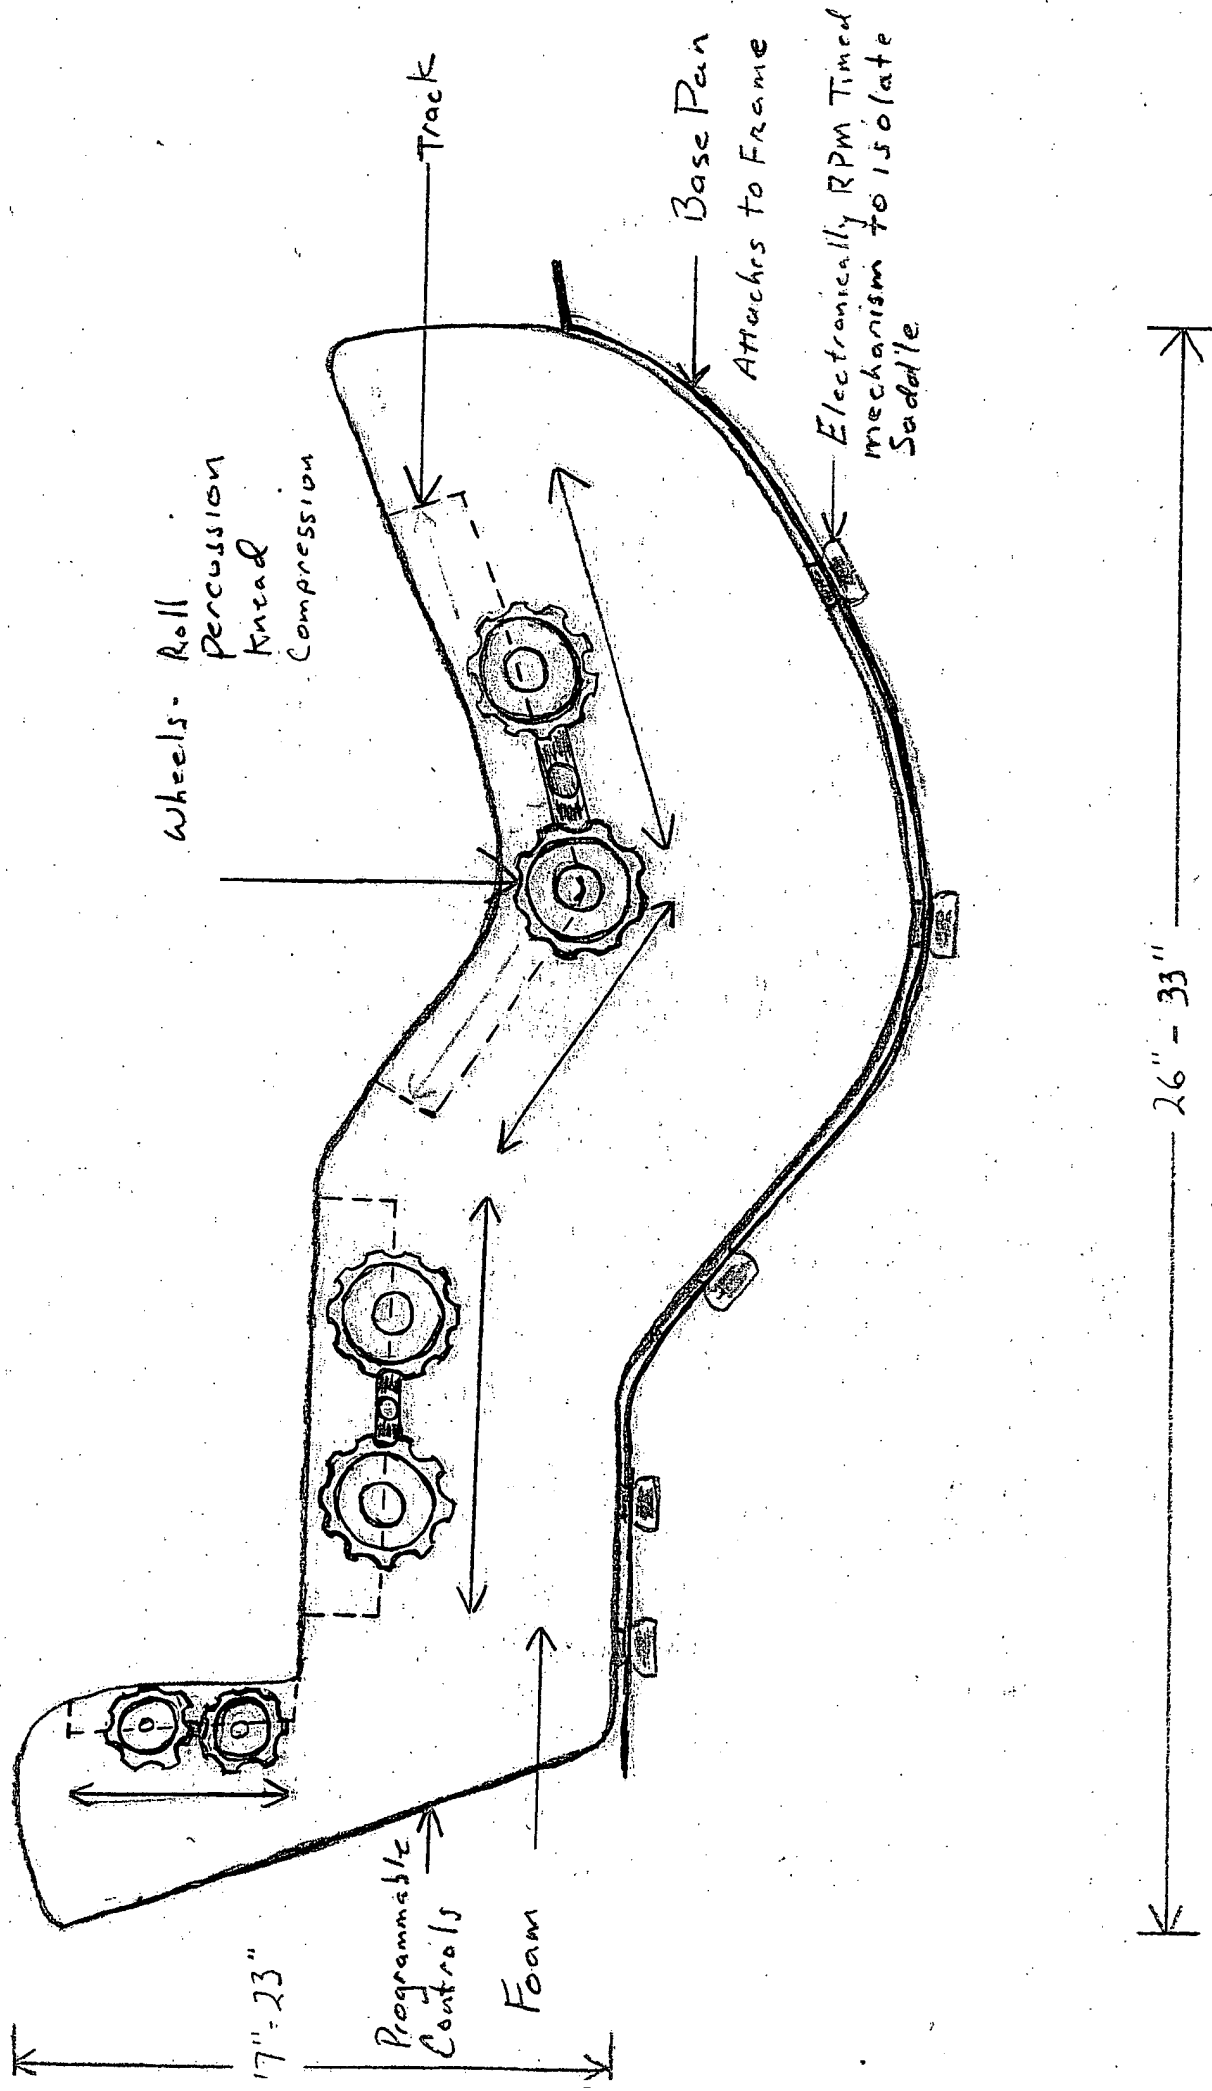 Wheels- Roll
Percussion
Knead
Compression
Track
Base Pan
Attaches to Frame
Electronically RPM Timed
mechanism to isolate
Saddle
Programmable
Controls
Foam
17"-23"
26"-33"